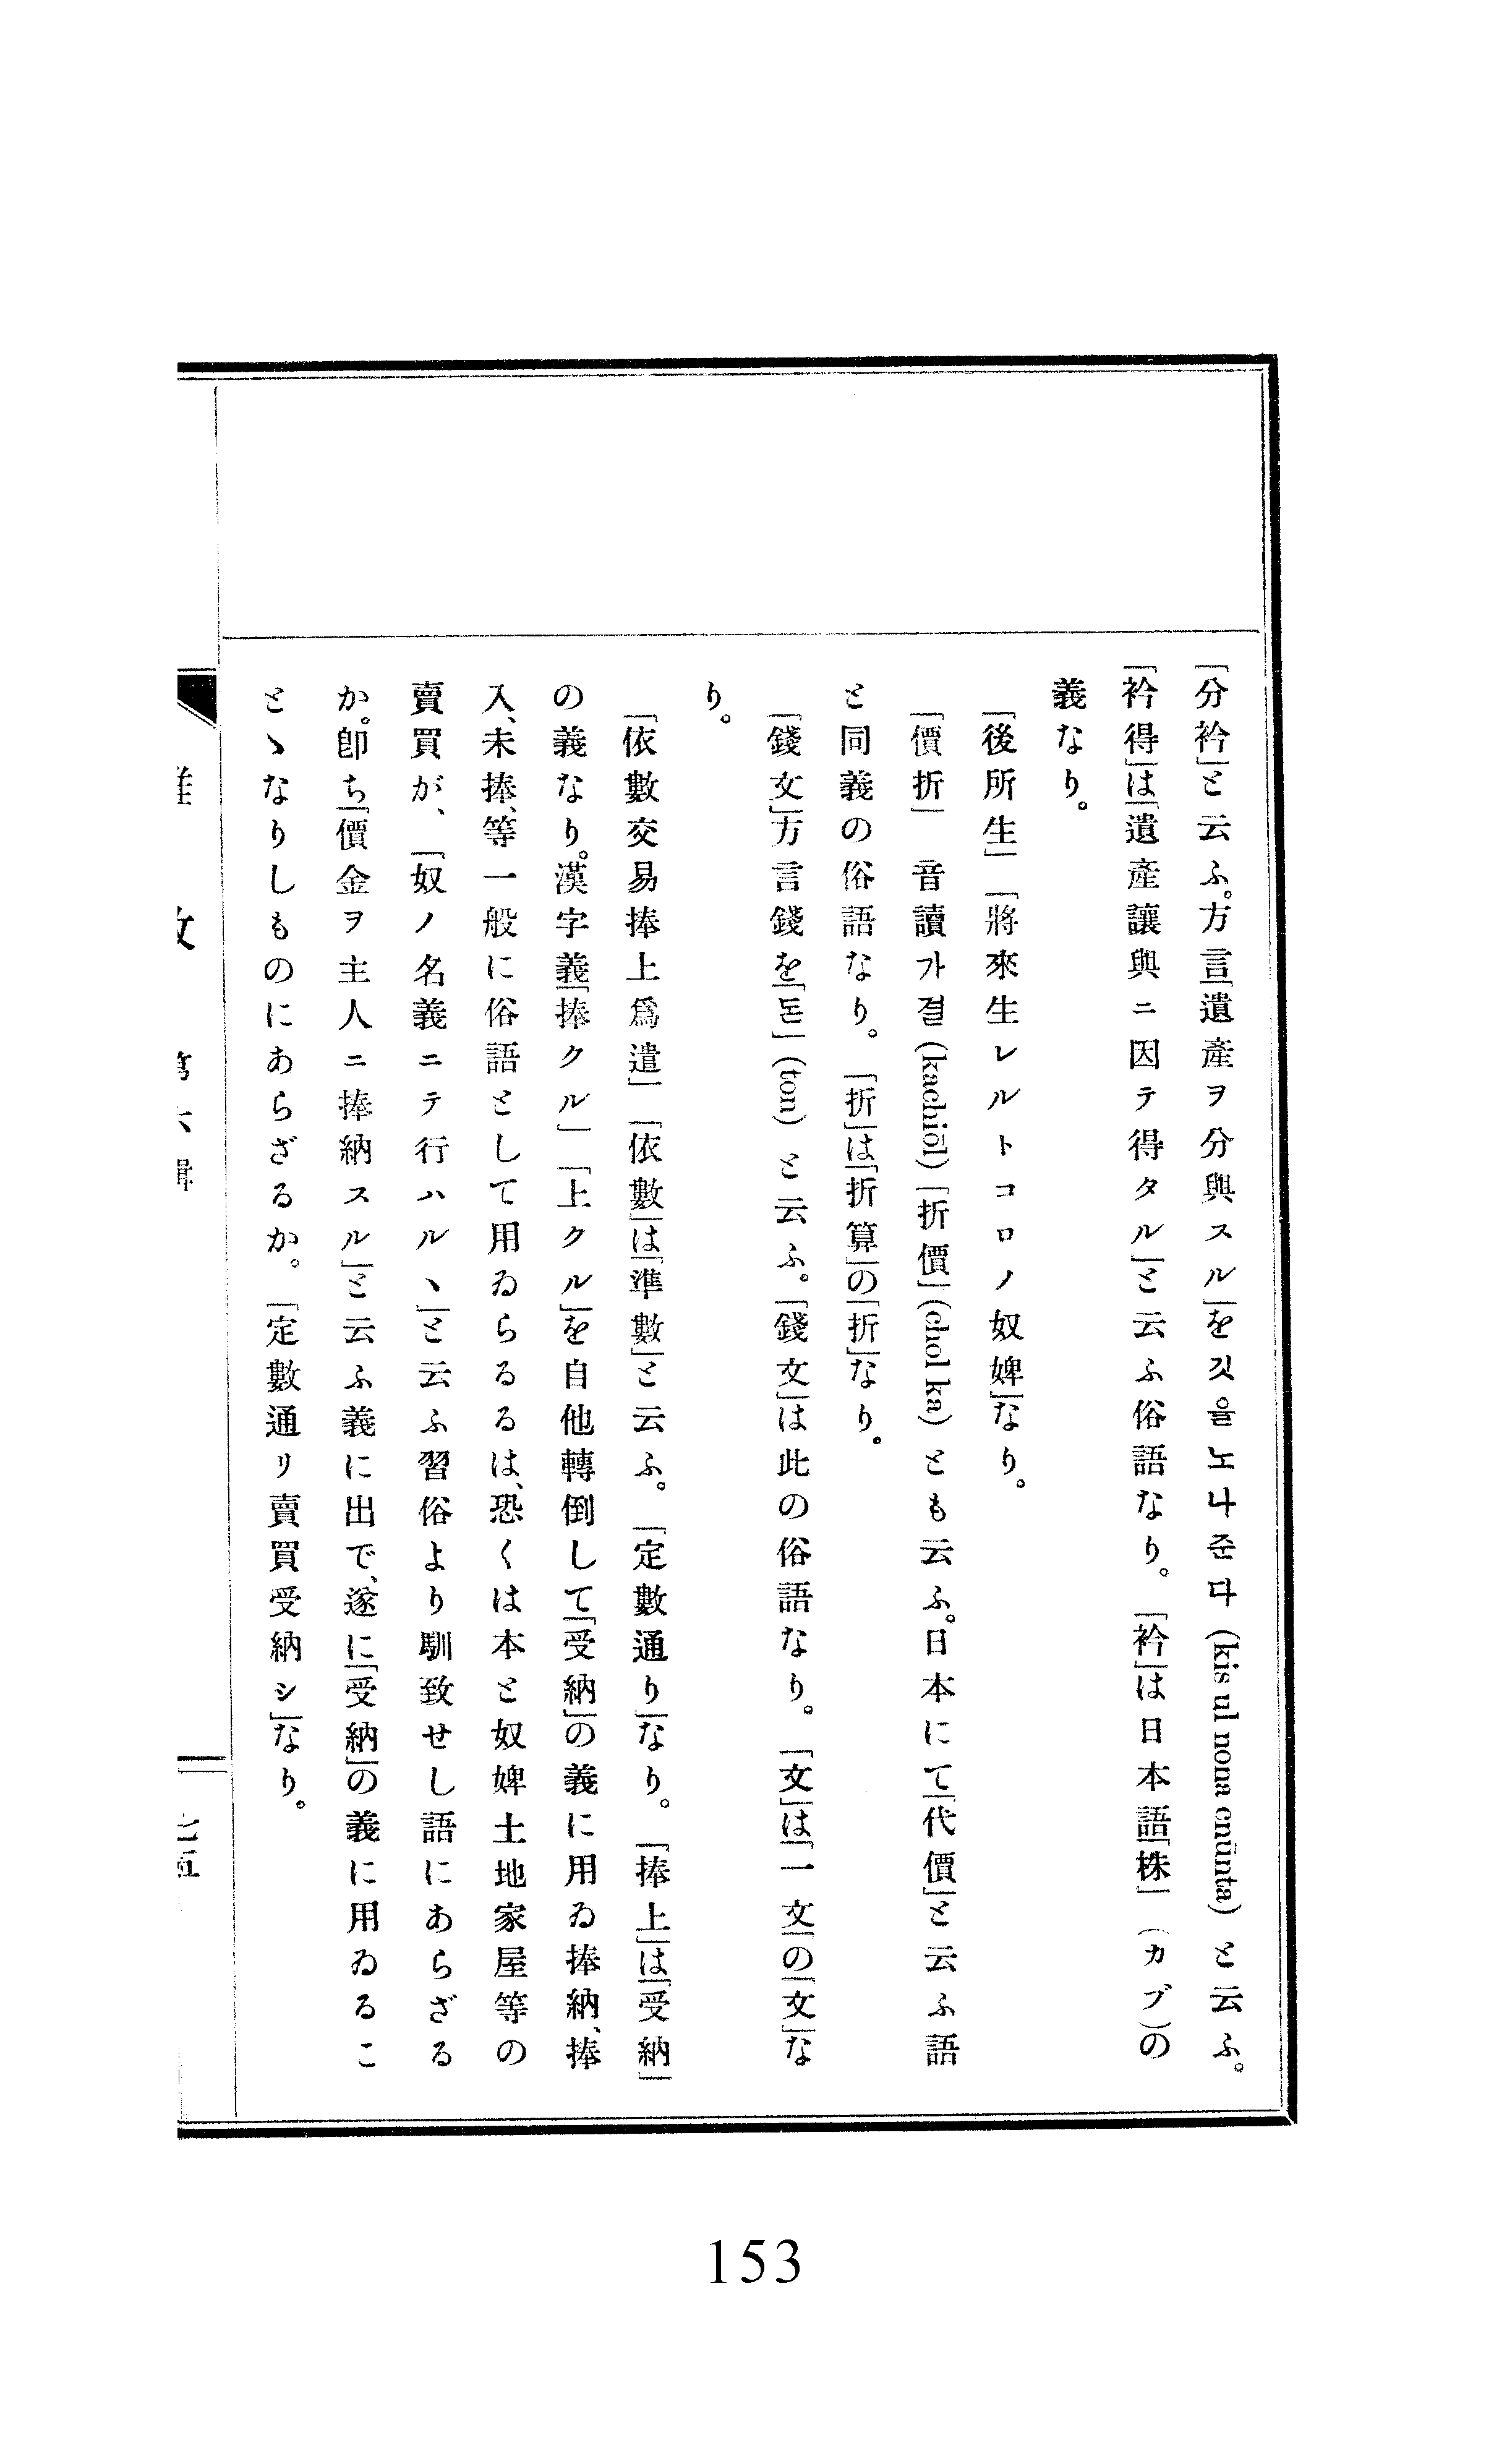 「分衿」と云ふ。方言「遺產ヲ分與スル」を깃을노나준다 (kis ul nona chŭnta) と云ふ。
「衿得」は「遺產讓與ニ因テ得タル」と云ふ俗語なり。「衿」は日本語「株」(カブ)の
義なり。
「後所生」「將來生レルトコロノ奴婢」なり。
「價折」 音讀가졀(kachiŏl)「折價」(chol ka) とも云ふ。日本にて「代價」と云ふ語
と同義の俗語なり。「折」は「折算」の「折」なり。
「錢文」方言錢を「돈」(ton) と云ふ。「錢文」は此の俗語なり。「文」は「一文」の「文」な
り。
「依數交易捧上爲遣」「依數」は「準數」と云ふ。「定數通り」なり。「捧上」は「受納」
の義なり。漢字義「捧クル」「上クル」を自他轉倒して「受納」の義に用ゐ捧納、捧
入、未捧、等一般に俗語として用ゐらるるは、恐くは本と奴婢土地家屋等の
賣買が、「奴ノ名義ニテ行ハルヽ」と云ふ習俗より馴致せし語にあらざる
か。卽ち「價金ヲ主人ニ捧納スル」と云ふ義に出で、遂に「受納」の義に用ゐるこ
とゝなりしものにあらざるか。「定數通リ賣買受納シ」なり。
七五
153